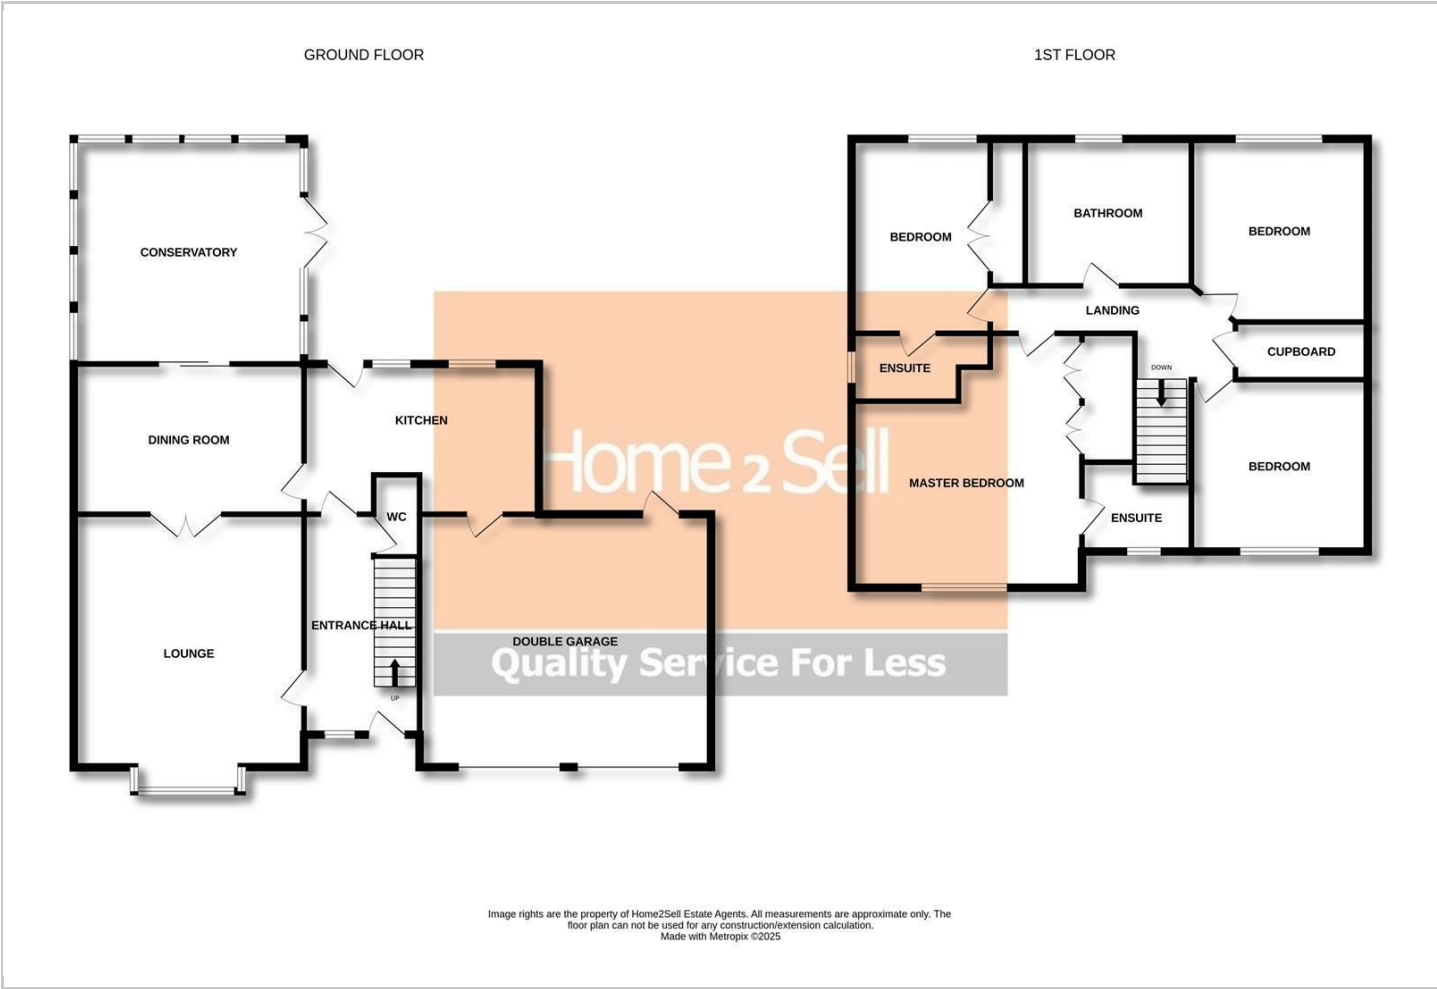 GROUND FLOOR
1ST FLOOR
CONSERVATORY
DINING ROOM
KITCHEN
WC
LOUNGE
ENTRANCE HALL
UP
DOUBLE GARAGE
BEDROOM
BATHROOM
BEDROOM
LANDING
CUPBOARD
ENSUITE
DOWN
MASTER BEDROOM
ENSUITE
BEDROOM
Home 2 Sell
Quality Service For Less
Image rights are the property of Home2Sell Estate Agents. All measurements are approximate only. The
floor plan can not be used for any construction/extension calculation.
Made with Metropix ©2025